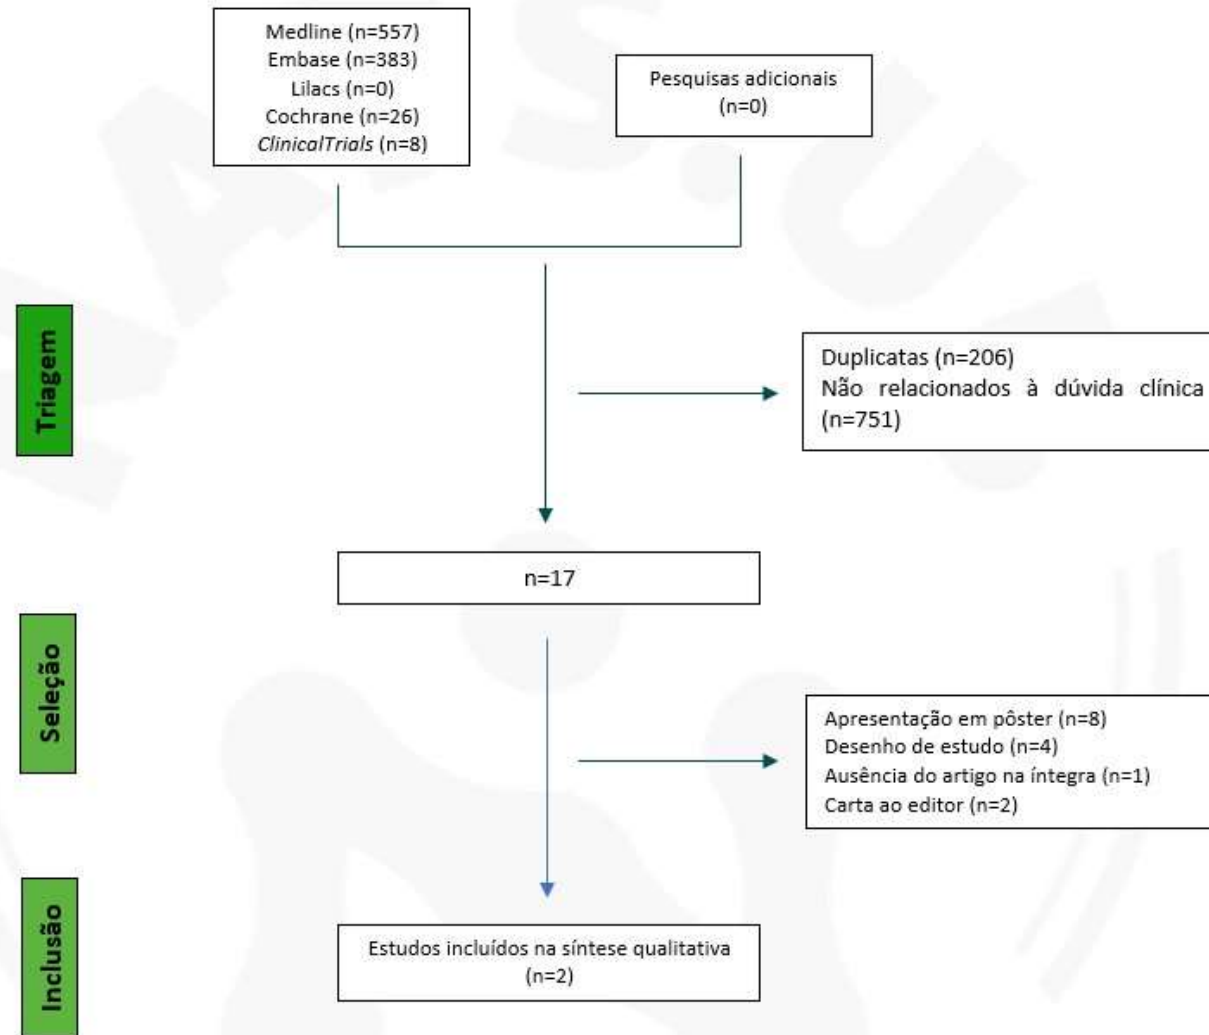 Medline (n=557)
Embase (n=383)
Lilacs (n=0)
Cochrane (n=26)
ClinicalTrials (n=8)
Pesquisas adicionais
(n=0)
Triagem
Duplicatas (n=206)
Não relacionados à dúvida clínica
(n=751)
n=17
Seleção
Apresentação em pôster (n=8)
Desenho de estudo (n=4)
Ausência do artigo na íntegra (n=1)
Carta ao editor (n=2)
Inclusão
Estudos incluídos na síntese qualitativa
(n=2)